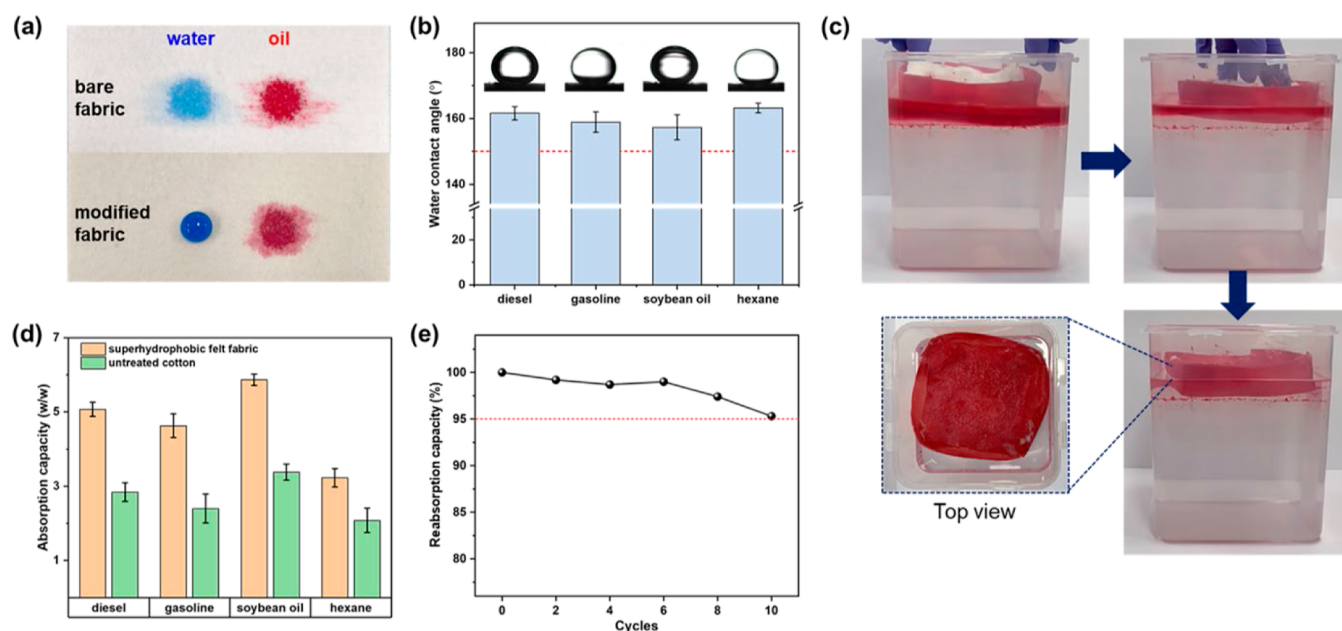 (a)
water oil
bare
fabric
modified
fabric
(b)
Water contact angle (°)
180
160
140
20
0
diesel gasoline soybean oil hexane
(c)
Top view
(d)
Absorption capacity (w/w)
7
5
3
1
superhydrophobic felt fabric
untreated cotton
diesel gasoline soybean oil hexane
(e)
Reabsorption capacity (%)
100
95
90
85
80
0 2 4 6 8 10
Cycles